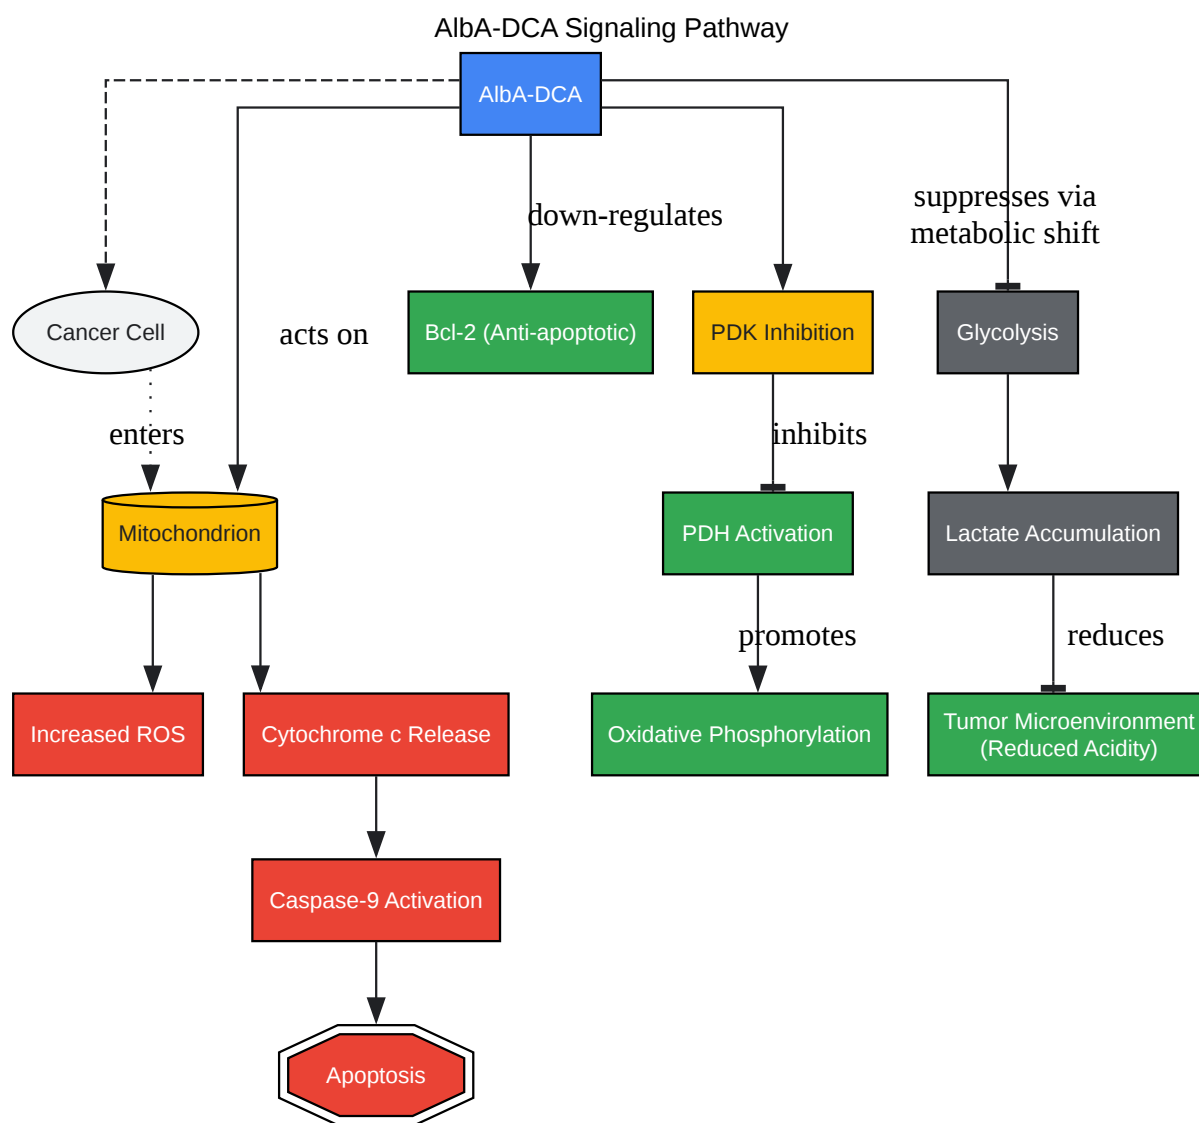 AlbA-DCA Signaling Pathway
AlbA-DCA
down-regulates
suppresses via
metabolic shift
Cancer Cell
acts on
Bcl-2 (Anti-apoptotic)
PDK Inhibition
Glycolysis
enters
inhibits
Mitochondrion
PDH Activation
Lactate Accumulation
promotes
reduces
Increased ROS
Cytochrome c Release
Oxidative Phosphorylation
Tumor Microenvironment
(Reduced Acidity)
Caspase-9 Activation
Apoptosis